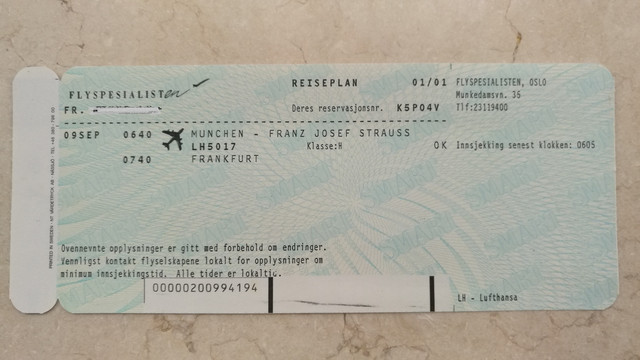 FLYSPESIALISTen
REISEPLAN 01/01 FLYSPESIALISTEN, OSLO
Munkedamsvn. 35
FR. Deres reservasjonsnr. K5PO4V Tlf:23119400
09SEP 0640 MUNCHEN - FRANZ JOSEF STRAUSS
LH5017 Klasse:H OK Innsjekking senest klokken: 0605
0740 FRANKFURT
Ovennevnte opplysninger er gitt med forbehold om endringer.
Vennligst kontakt flyselskapene lokalt for opplysninger om
minimum innsjekkingstid. Alle tider er lokaltid.
00000200994194
LH - Lufthansa
SMART